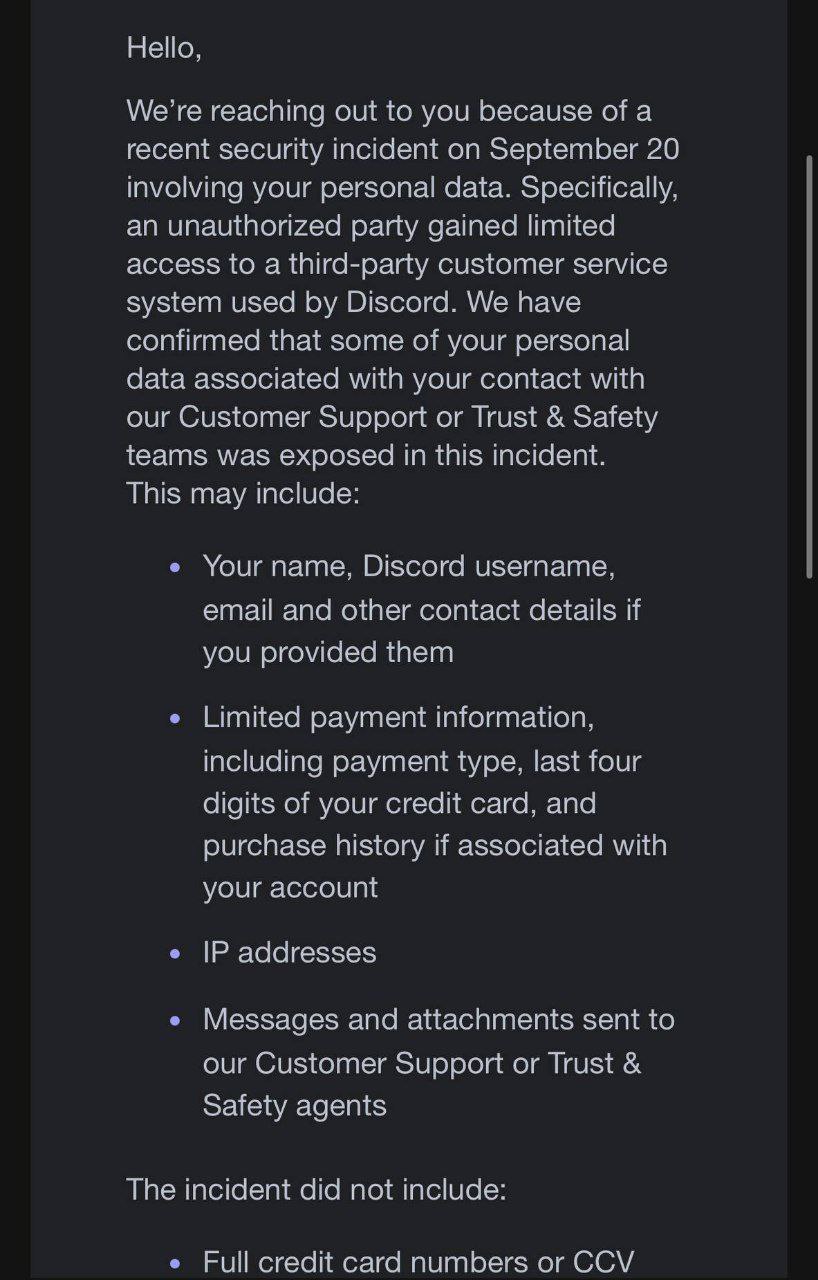 Hello,
We’re reaching out to you because of a
recent security incident on September 20
involving your personal data. Specifically,
an unauthorized party gained limited
access to a third-party customer service
system used by Discord. We have
confirmed that some of your personal
data associated with your contact with
our Customer Support or Trust & Safety
teams was exposed in this incident.
This may include:
• Your name, Discord username,
email and other contact details if
you provided them
• Limited payment information,
including payment type, last four
digits of your credit card, and
purchase history if associated with
your account
• IP addresses
• Messages and attachments sent to
our Customer Support or Trust &
Safety agents
The incident did not include:
• Full credit card numbers or CCV